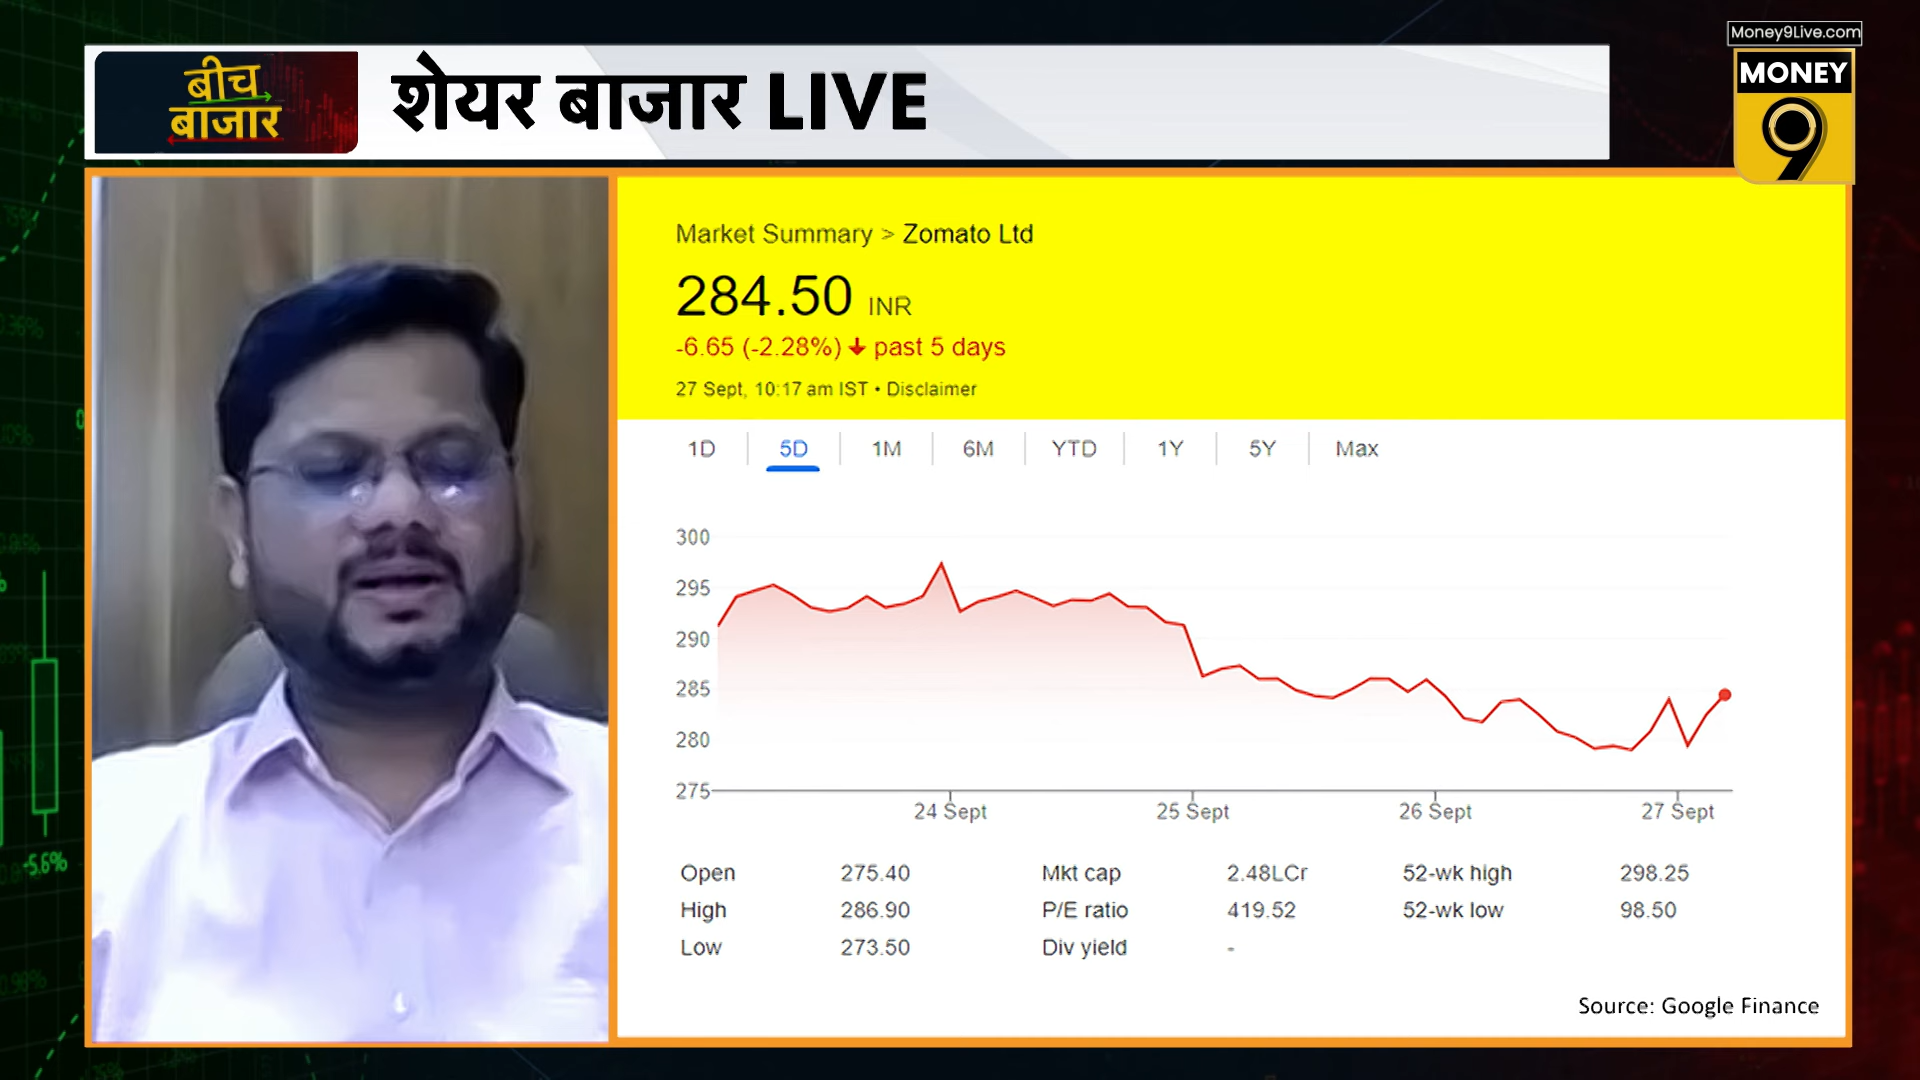 Money9Live.com
MONEY
9
बीच
बाजार
शेयर बाजार LIVE
Market Summary > Zomato Ltd
284.50 INR
-6.65 (-2.28%) ↓ past 5 days
27 Sept, 10:17 am IST • Disclaimer
1D 5D 1M 6M YTD 1Y 5Y Max
300
295
290
285
280
275
24 Sept 25 Sept 26 Sept 27 Sept
Open 275.40 Mkt cap 2.48LCr 52-wk high 298.25
High 286.90 P/E ratio 419.52 52-wk low 98.50
Low 273.50 Div yield -
Source: Google Finance
-5.6%